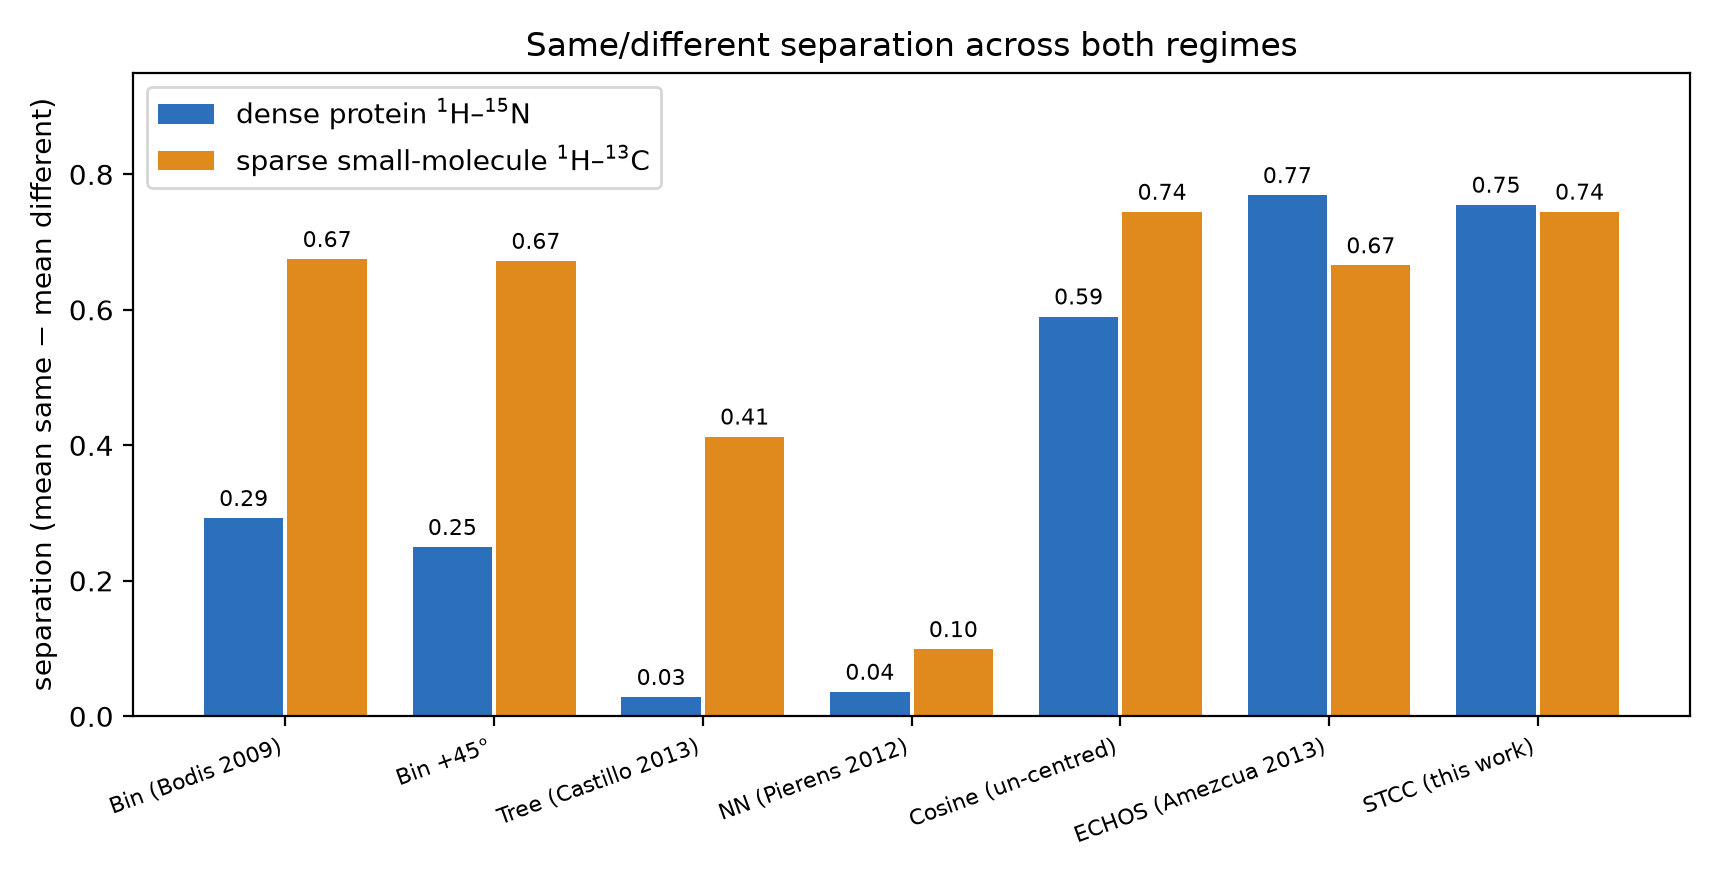 Same/different separation across both regimes
dense protein ¹H–¹⁵N
sparse small-molecule ¹H–¹³C
separation (mean same − mean different)
0.8
0.6
0.4
0.2
0.0
0.29
0.67
0.25
0.67
0.03
0.41
0.04
0.10
0.59
0.74
0.77
0.67
0.75
0.74
Bin (Bodis 2009)
Bin +45°
Tree (Castillo 2013)
NN (Pierens 2012)
Cosine (un-centred)
ECHOS (Amezcua 2013)
STCC (this work)